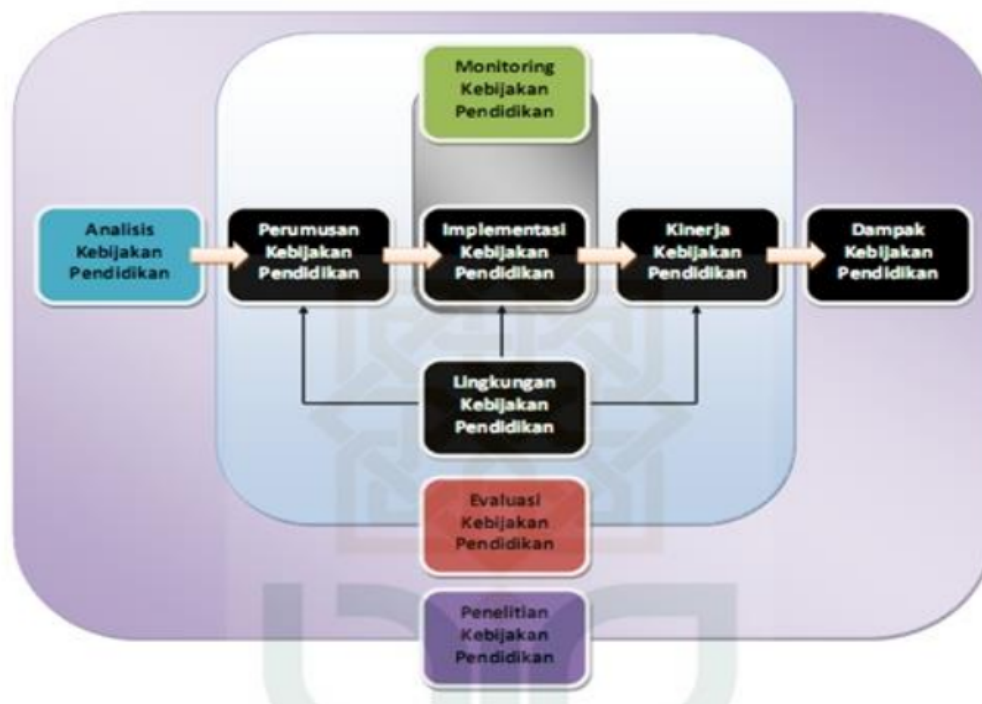 Monitoring
Kebijakan
Pendidikan
Analisis
Kebijakan
Pendidikan
Perumusan
Kebijakan
Pendidikan
Implementasi
Kebijakan
Pendidikan
Kinerja
Kebijakan
Pendidikan
Dampak
Kebijakan
Pendidikan
Lingkungan
Kebijakan
Pendidikan
Evaluasi
Kebijakan
Pendidikan
Penelitian
Kebijakan
Pendidikan